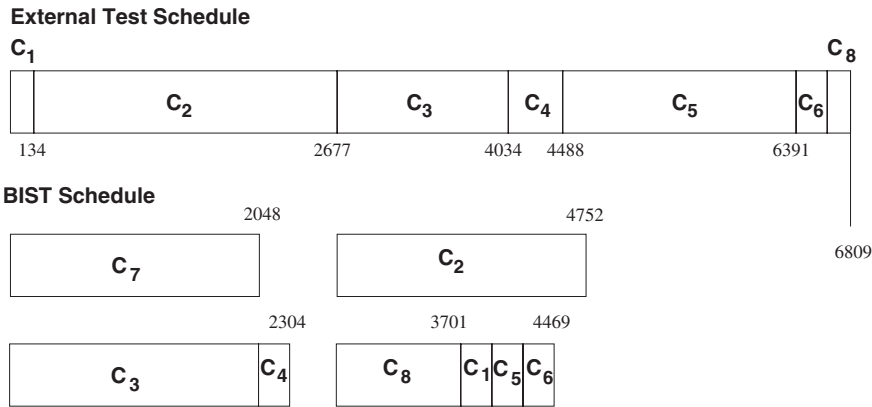 External Test Schedule
C1 C8
C2 C3 C4 C5 C6
134 2677 4034 4488 6391
BIST Schedule
2048 4752
6809
C7 C2
2304 3701 4469
C3 C4 C8 C1 C5 C6